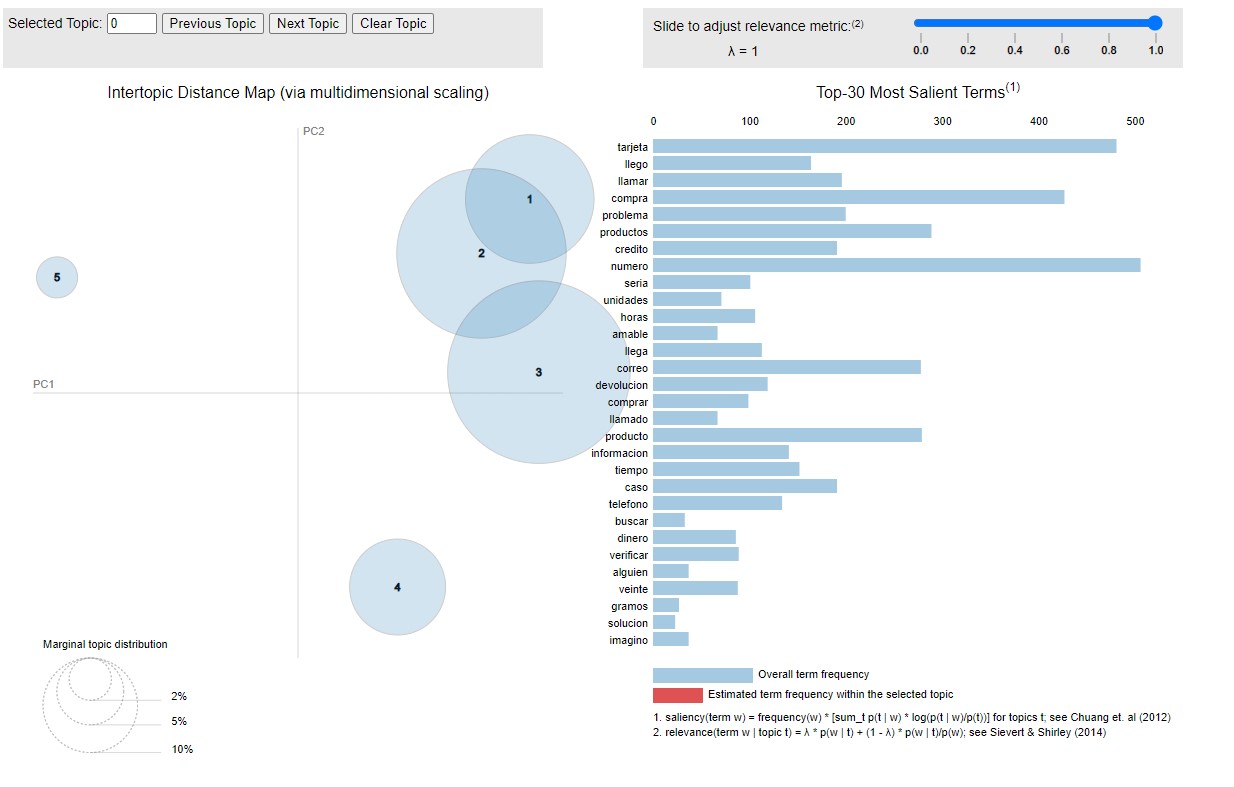 Selected Topic: 0 Previous Topic Next Topic Clear Topic
Slide to adjust relevance metric:(2)
λ = 1
0.0 0.2 0.4 0.6 0.8 1.0
Intertopic Distance Map (via multidimensional scaling)
PC2
PC1
1
2
3
4
5
Marginal topic distribution
2%
5%
10%
Top-30 Most Salient Terms(1)
0 100 200 300 400 500
tarjeta
llego
llamar
compra
problema
productos
credito
numero
seria
unidades
horas
amable
llega
correo
devolucion
comprar
llamado
producto
informacion
tiempo
caso
telefono
buscar
dinero
verificar
alguien
veinte
gramos
solucion
imagino
Overall term frequency
Estimated term frequency within the selected topic
1. saliency(term w) = frequency(w) * [sum_t p(t | w) * log(p(t | w)/p(t))] for topics t; see Chuang et. al (2012)
2. relevance(term w | topic t) = λ * p(w | t) + (1 - λ) * p(w | t)/p(w); see Sievert & Shirley (2014)